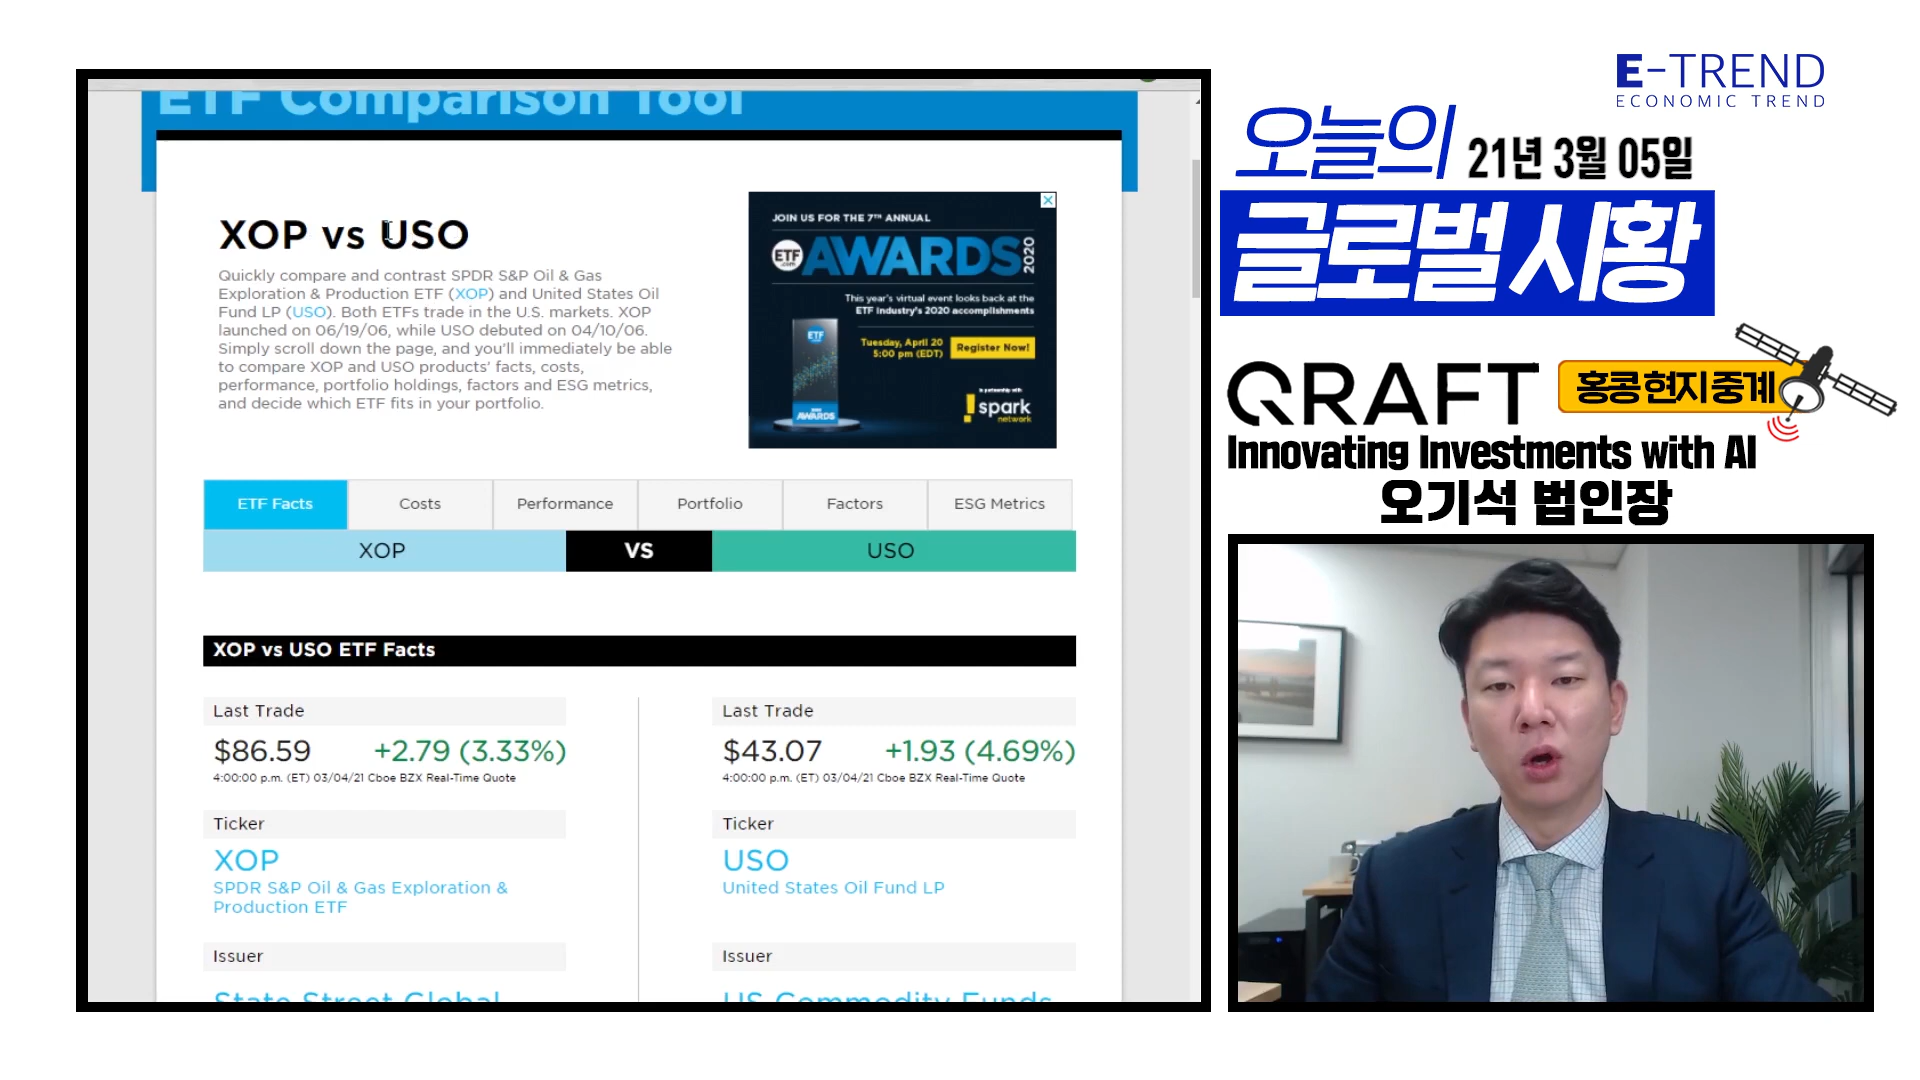 ETF Comparison Tool
XOP vs USO
Quickly compare and contrast SPDR S&P Oil & Gas
Exploration & Production ETF (XOP) and United States Oil
Fund LP (USO). Both ETFs trade in the U.S. markets. XOP
launched on 06/19/06, while USO debuted on 04/10/06.
Simply scroll down the page, and you'll immediately be able
to compare XOP and USO products' facts, costs,
performance, portfolio holdings, factors and ESG metrics,
and decide which ETF fits in your portfolio.
JOIN US FOR THE 7TH ANNUAL
ETF.com AWARDS 2020
This year's virtual event looks back at the
ETF Industry's 2020 accomplishments
Tuesday, April 20
5:00 pm (EDT)
Register Now!
ETF
AWARDS
in partnership with
spark
network
ETF Facts
Costs
Performance
Portfolio
Factors
ESG Metrics
XOP
VS
USO
XOP vs USO ETF Facts
Last Trade
$86.59 +2.79 (3.33%)
4:00:00 p.m. (ET) 03/04/21 Cboe BZX Real-Time Quote
Ticker
XOP
SPDR S&P Oil & Gas Exploration &
Production ETF
Issuer
State Street Global
Last Trade
$43.07 +1.93 (4.69%)
4:00:00 p.m. (ET) 03/04/21 Cboe BZX Real-Time Quote
Ticker
USO
United States Oil Fund LP
Issuer
US Commodity Funds
E-TREND
ECONOMIC TREND
오늘의 21년 3월 05일
글로벌 시황
QRAFT 홍콩 현지 중계
Innovating Investments with AI
오기석 법인장